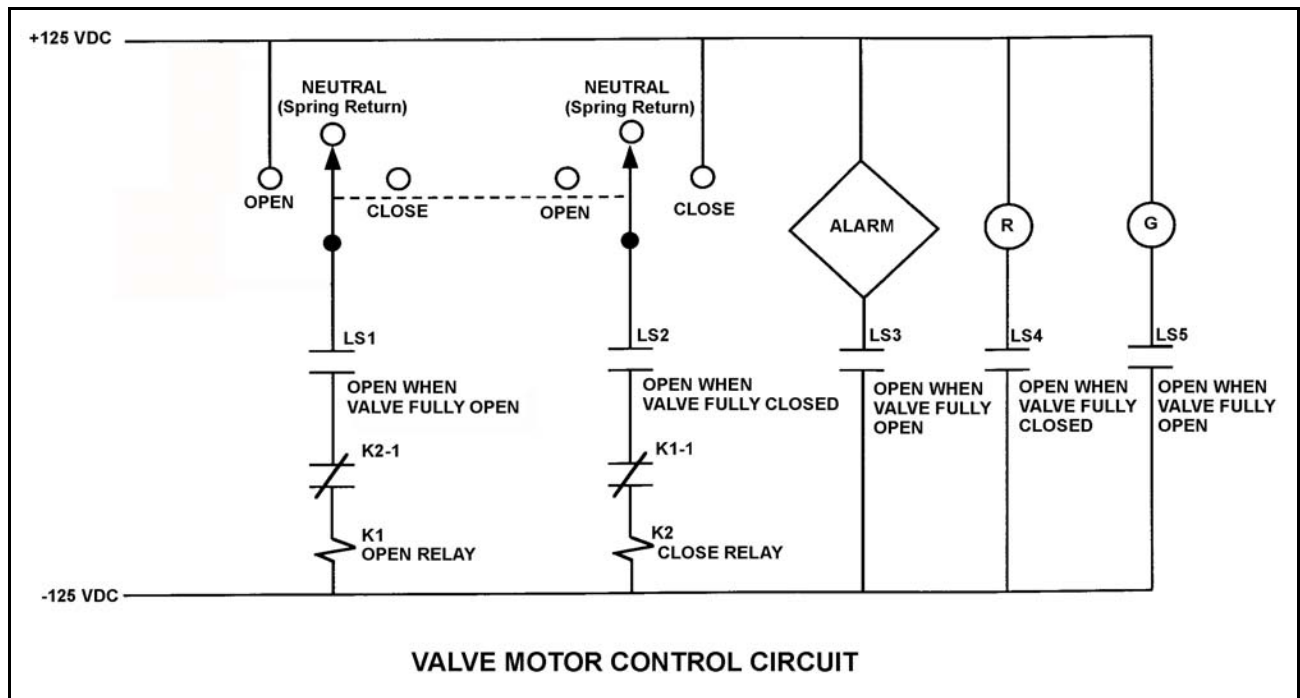 +125 VDC
NEUTRAL
(Spring Return)
NEUTRAL
(Spring Return)
OPEN
CLOSE
OPEN
CLOSE
ALARM
R
G
LS1
OPEN WHEN
VALVE FULLY OPEN
LS2
OPEN WHEN
VALVE FULLY CLOSED
LS3
OPEN WHEN
VALVE FULLY
OPEN
LS4
OPEN WHEN
VALVE FULLY
CLOSED
LS5
OPEN WHEN
VALVE FULLY
OPEN
K2-1
K1-1
K1
OPEN RELAY
K2
CLOSE RELAY
-125 VDC
VALVE MOTOR CONTROL CIRCUIT